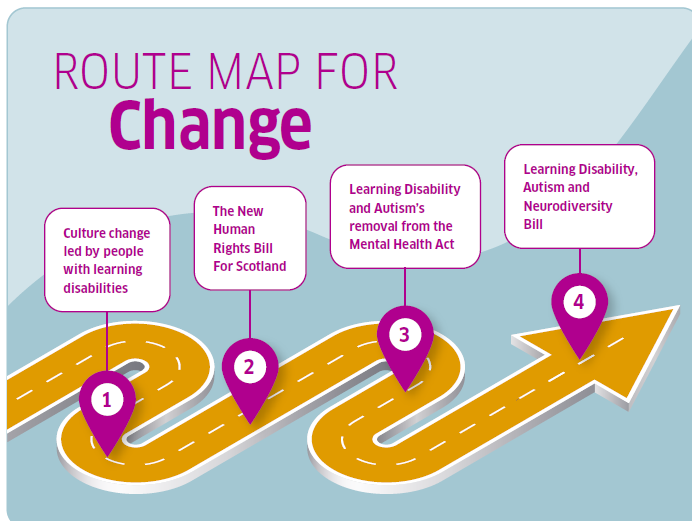 ROUTE MAP FOR
Change
Culture change
led by people
with learning
disabilities
1
The New
Human
Rights Bill
For Scotland
2
Learning Disability
and Autism's
removal from the
Mental Health Act
3
Learning Disability,
Autism and
Neurodiversity
Bill
4